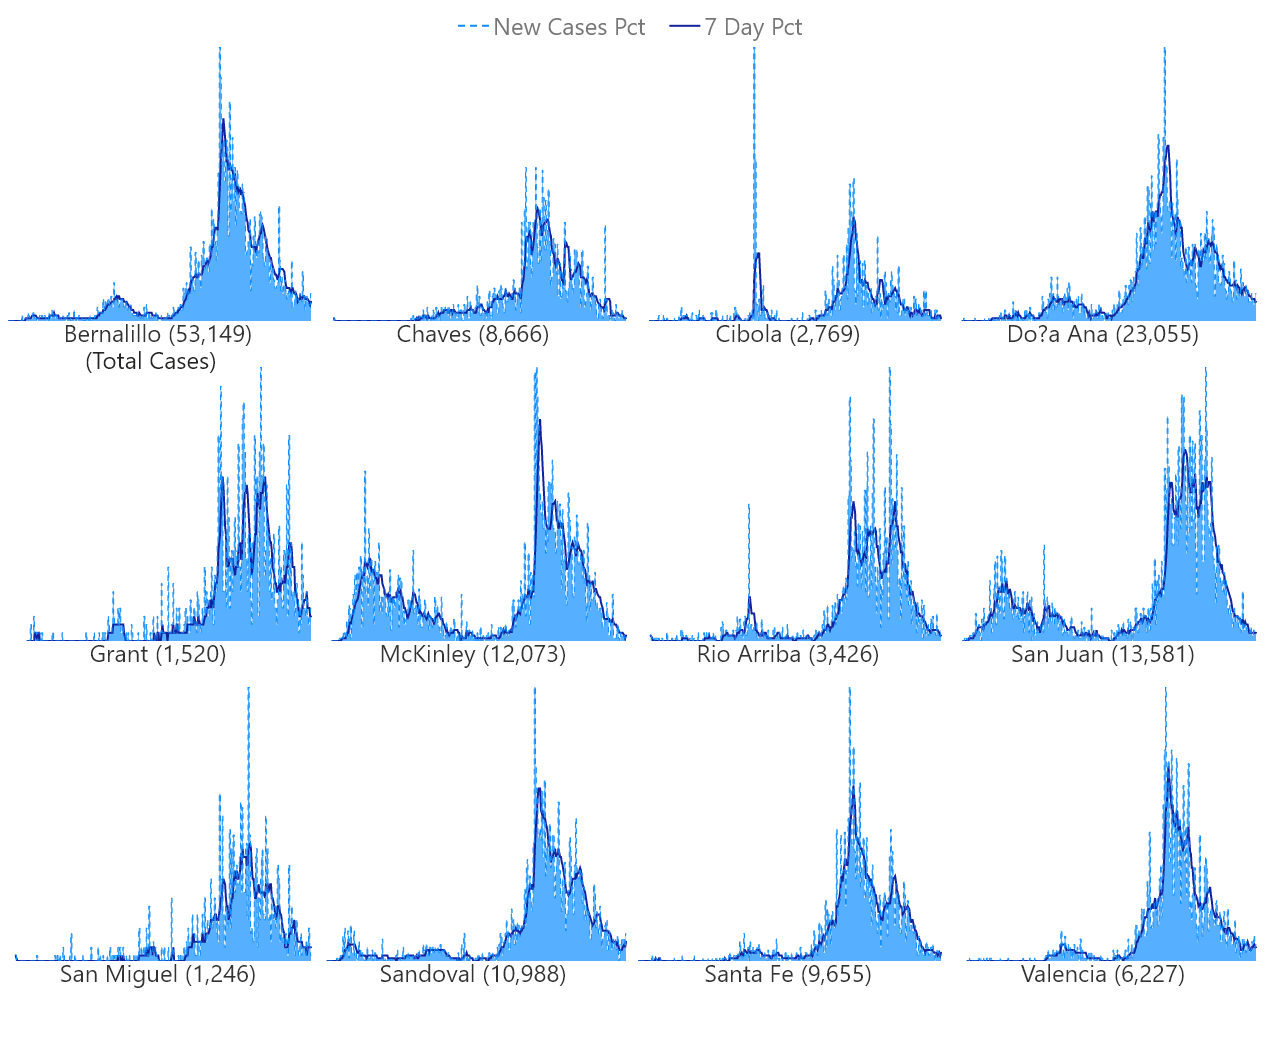 New Cases Pct 7 Day Pct
Bernalillo (53,149) Chaves (8,666) Cibola (2,769) Do?a Ana (23,055)
(Total Cases)
Grant (1,520) McKinley (12,073) Rio Arriba (3,426) San Juan (13,581)
San Miguel (1,246) Sandoval (10,988) Santa Fe (9,655) Valencia (6,227)